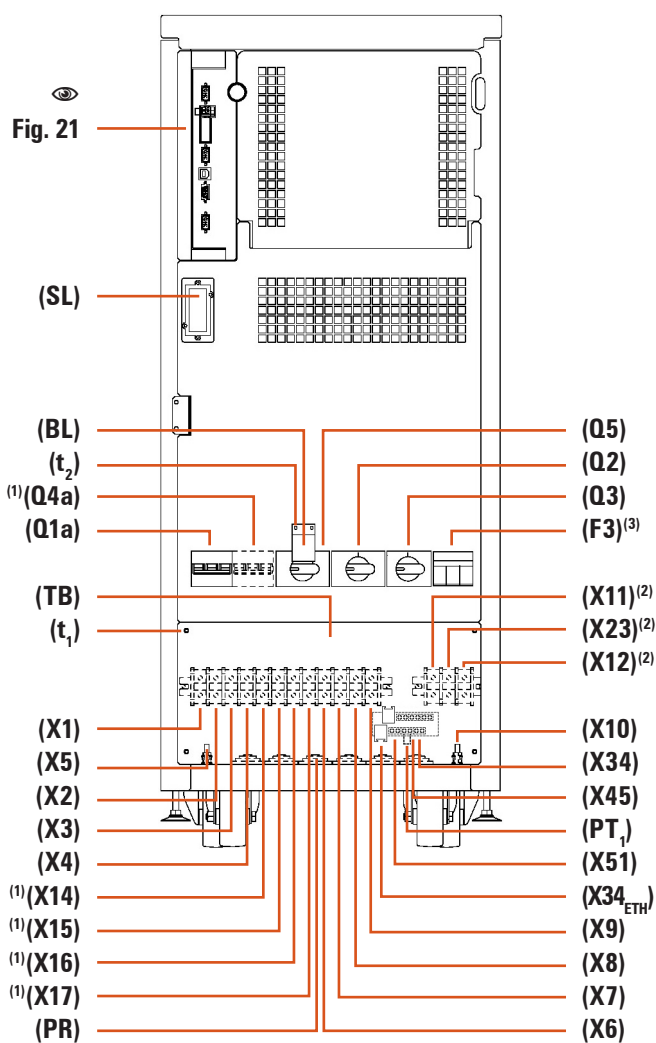 Fig. 21
(SL)
(BL)
(t2)
(1)(Q4a)
(Q1a)
(TB)
(t1)
(X1)
(X5)
(X2)
(X3)
(X4)
(1)(X14)
(1)(X15)
(1)(X16)
(1)(X17)
(PR)
(Q5)
(Q2)
(Q3)
(F3)(3)
(X11)(2)
(X23)(2)
(X12)(2)
(X10)
(X34)
(X45)
(PT1)
(X51)
(X34ETH)
(X9)
(X8)
(X7)
(X6)